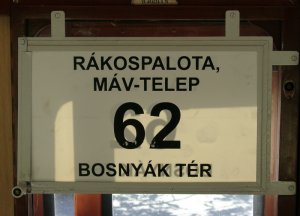 RÁKOSPALOTA,
MÁV-TELEP
62
BOSNYÁK TÉR